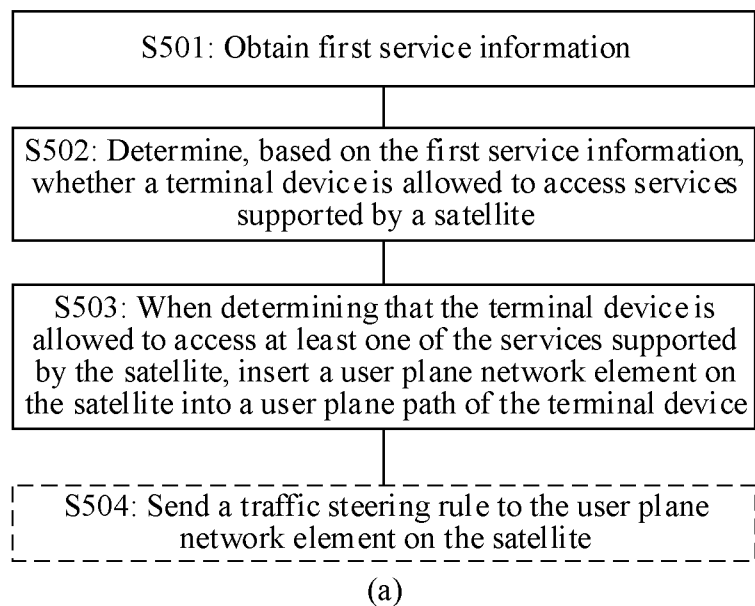 S501: Obtain first service information
S502: Determine, based on the first service information,
whether a terminal device is allowed to access services
supported by a satellite
S503: When determining that the terminal device is
allowed to access at least one of the services supported
by the satellite, insert a user plane network element on
the satellite into a user plane path of the terminal device
S504: Send a traffic steering rule to the user plane
network element on the satellite
(a)